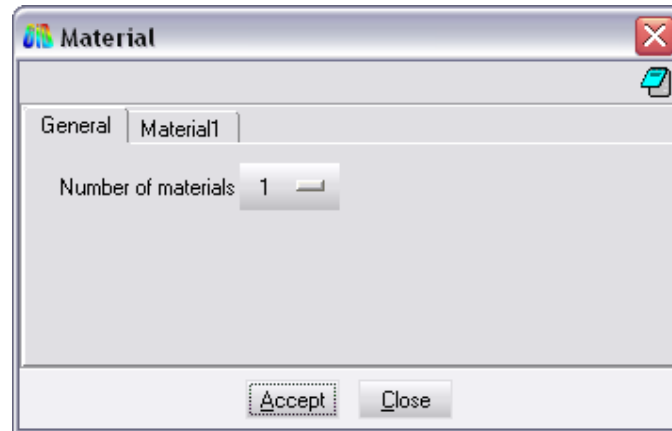 Material
General Material1
Number of materials 1
Accept Close